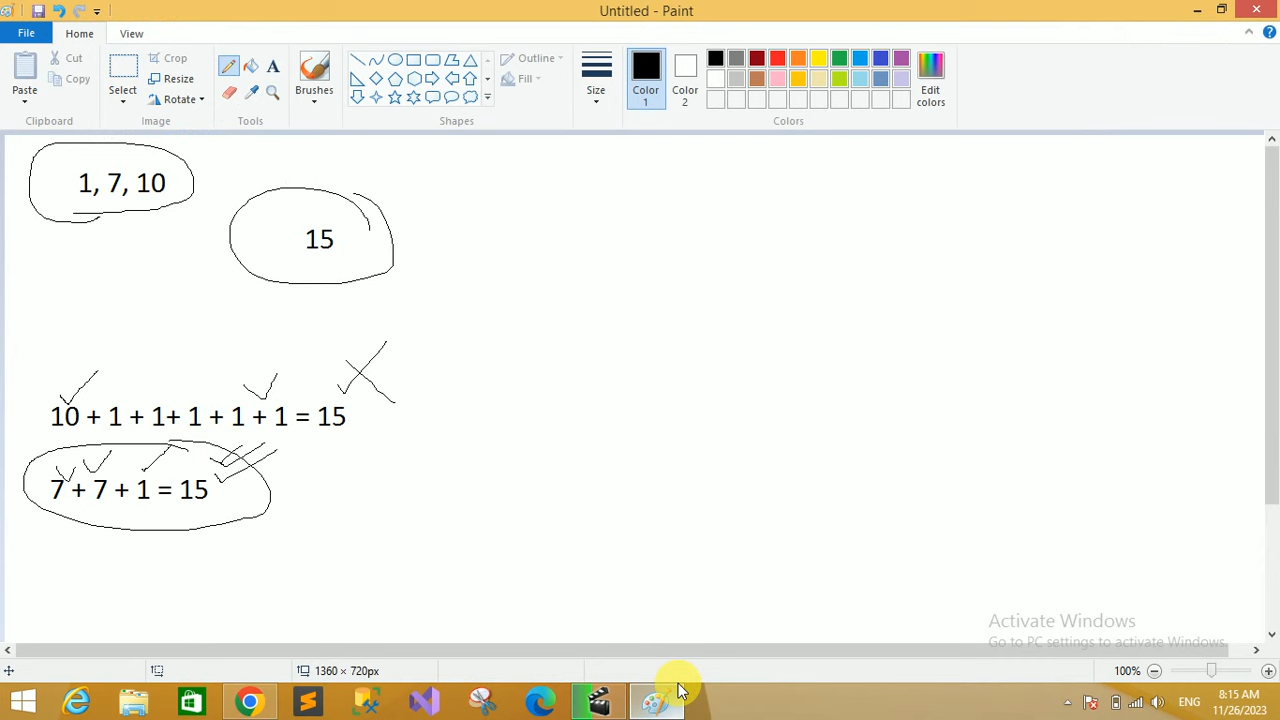 Untitled - Paint
File Home View
Paste
Cut
Copy
Clipboard
Select
Crop
Resize
Rotate
Image
A
Tools
Brushes
Outline
Fill
Shapes
Size
Color 1
Color 2
Edit colors
Colors
1, 7, 10
15
10 + 1 + 1+ 1 + 1 + 1 = 15
7 + 7 + 1 = 15
Activate Windows
Go to PC settings to activate Windows.
1360 × 720px
100%
ENG
8:15 AM
11/26/2023